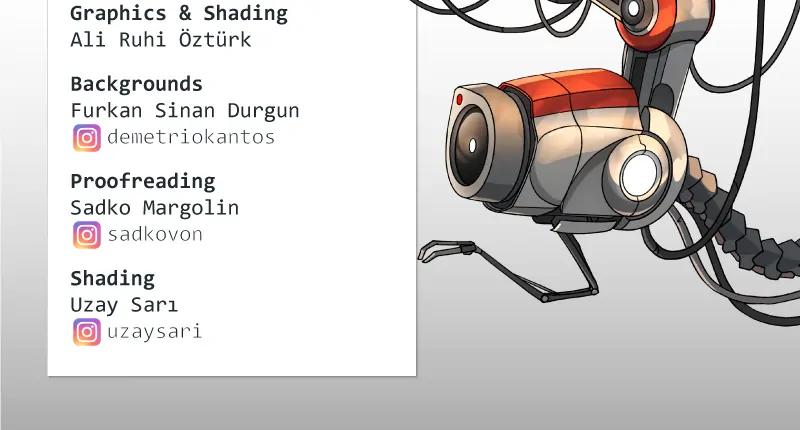 Graphics & Shading
Ali Ruhi Öztürk
Backgrounds
Furkan Sinan Durgun
demetriokantos
Proofreading
Sadko Margolin
sadkovon
Shading
Uzay Sarı
uzaysari